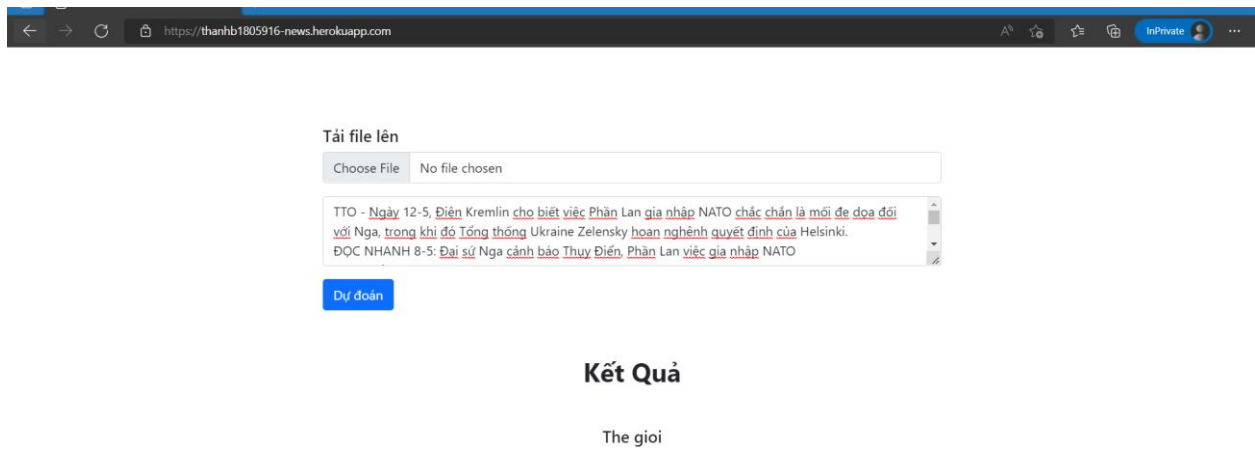 https://thanhb1805916-news.herokuapp.com
InPrivate
Tải file lên
Choose File No file chosen
TTO - Ngày 12-5, Điện Kremlin cho biết việc Phần Lan gia nhập NATO chắc chắn là mối đe dọa đối
với Nga, trong khi đó Tổng thống Ukraine Zelensky hoan nghênh quyết định của Helsinki.
ĐỌC NHANH 8-5: Đại sứ Nga cảnh báo Thụy Điển, Phần Lan việc gia nhập NATO
Dự đoán
Kết Quả
The gioi